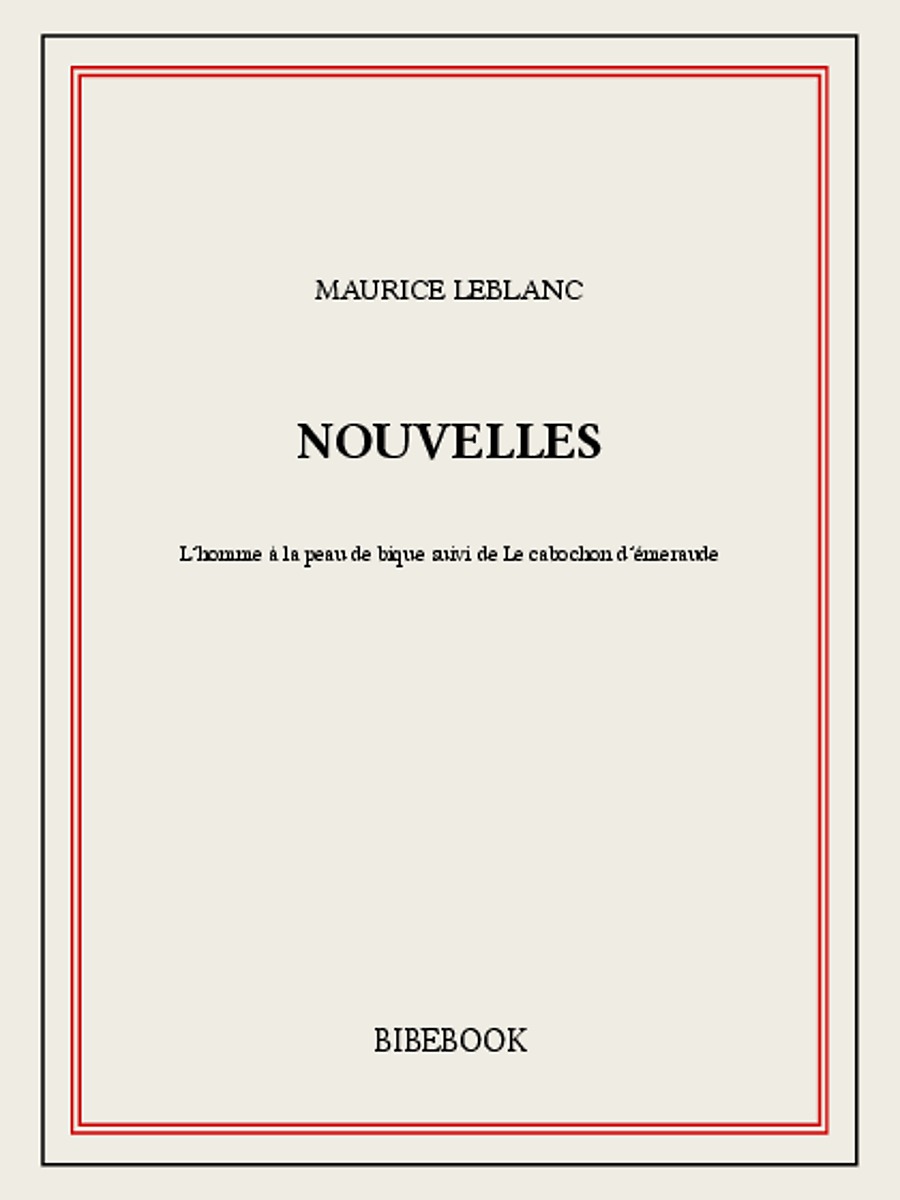 MAURICE LEBLANC
NOUVELLES
L'homme à la peau de bique suivi de Le cabochon d'émeraude
BIBEBOOK